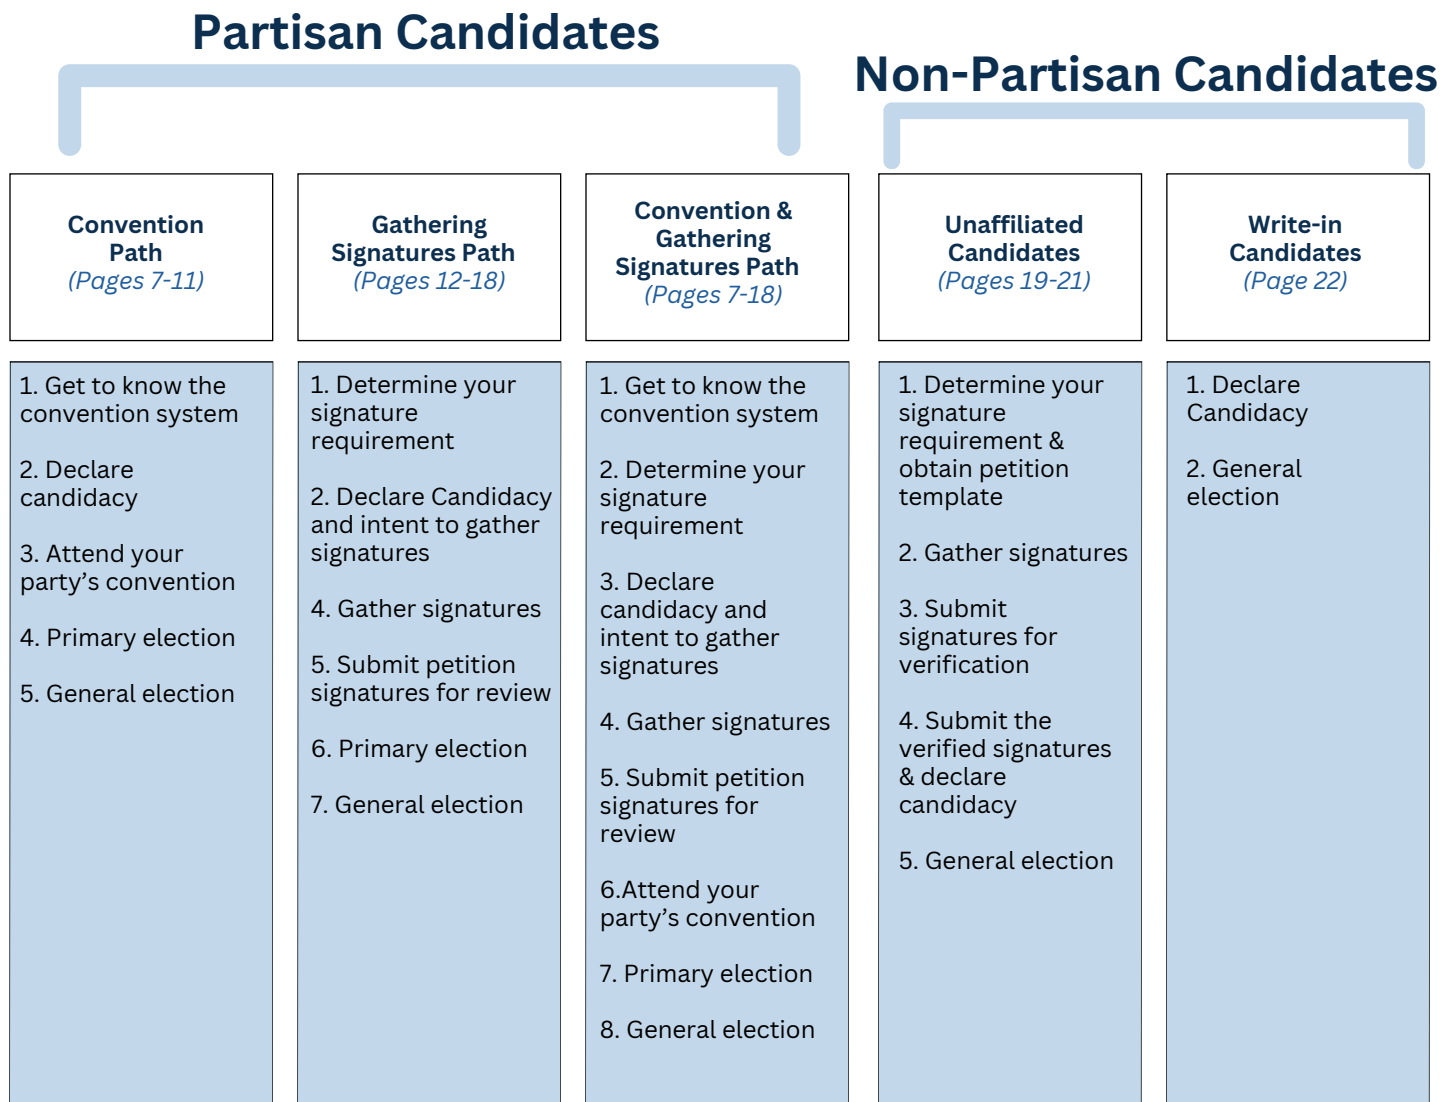 Partisan Candidates
Non-Partisan Candidates
Convention
Path
(Pages 7-11)
Gathering
Signatures Path
(Pages 12-18)
Convention &
Gathering
Signatures Path
(Pages 7-18)
Unaffiliated
Candidates
(Pages 19-21)
Write-in
Candidates
(Page 22)
1. Get to know the
convention system
2. Declare
candidacy
3. Attend your
party’s convention
4. Primary election
5. General election
1. Determine your
signature
requirement
2. Declare Candidacy
and intent to gather
signatures
4. Gather signatures
5. Submit petition
signatures for review
6. Primary election
7. General election
1. Get to know the
convention system
2. Determine your
signature
requirement
3. Declare
candidacy and
intent to gather
signatures
4. Gather signatures
5. Submit petition
signatures for
review
6.Attend your
party’s convention
7. Primary election
8. General election
1. Determine your
signature
requirement &
obtain petition
template
2. Gather signatures
3. Submit
signatures for
verification
4. Submit the
verified signatures
& declare
candidacy
5. General election
1. Declare
Candidacy
2. General
election